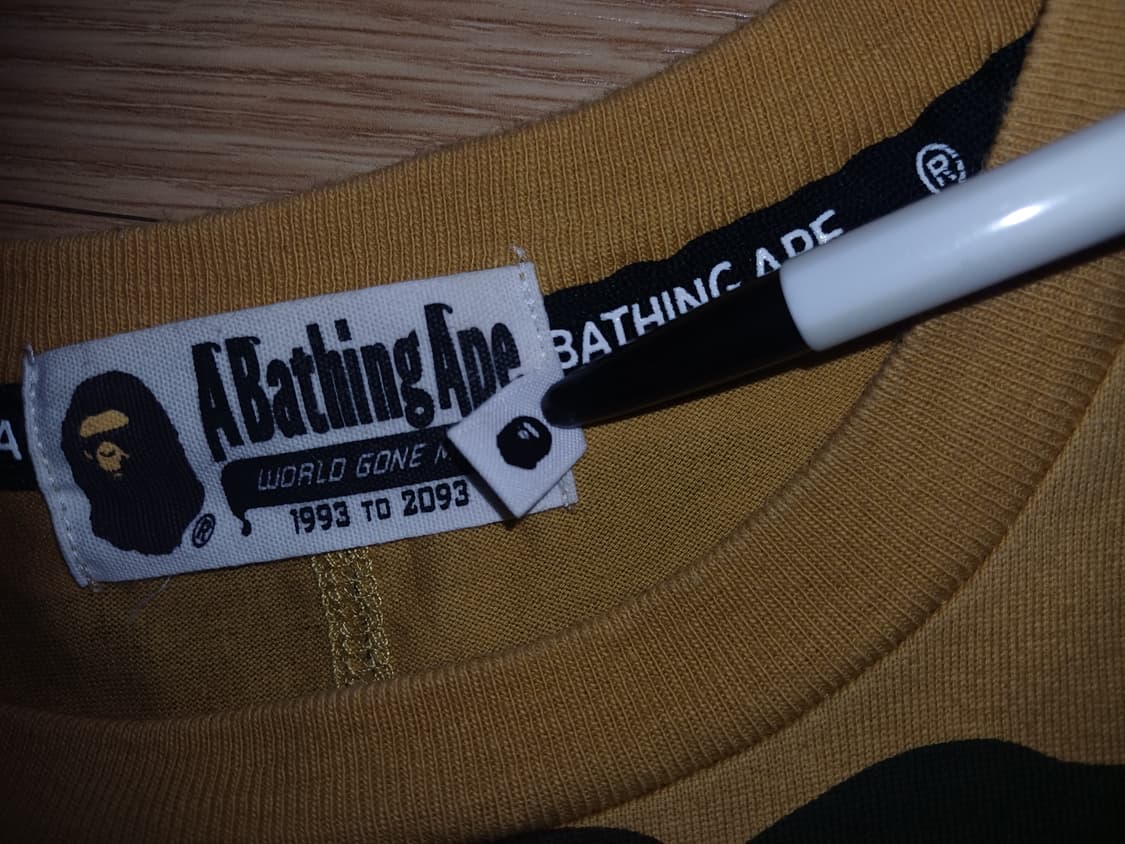 A Bathing Ape
WORLD GONE
1993 TO 2093
®
A
BATHING APE
®